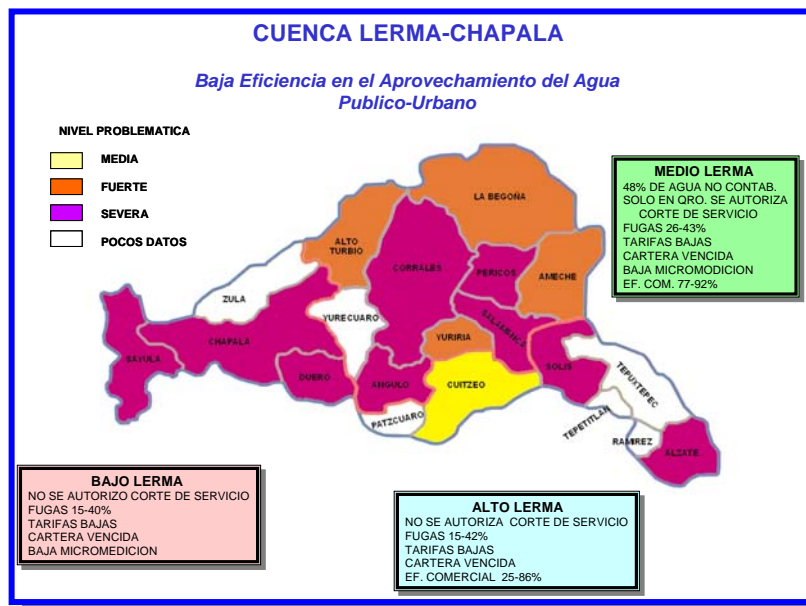 CUENCA LERMA-CHAPALA
Baja Eficiencia en el Aprovechamiento del Agua
Publico-Urbano
NIVEL PROBLEMATICA
MEDIA
FUERTE
SEVERA
POCOS DATOS
MEDIO LERMA
48% DE AGUA NO CONTAB.
SOLO EN QRO. SE AUTORIZA
CORTE DE SERVICIO
FUGAS 26-43%
TARIFAS BAJAS
CARTERA VENCIDA
BAJA MICROMODICION
EF. COM. 77-92%
LA BEGOÑA
ALTO
TURBIO
CORRALES
PERICOS
AMECHE
ZULA
YURECUARO
SALAMANCA
CHAPALA
YURIRIA
SAYULA
SOLIS
TEPUXTEPEC
DUERO
ANGULO
CUITZEO
PATZCUARO
TEPETITLAN
RAMIREZ
ALZATE
BAJO LERMA
NO SE AUTORIZO CORTE DE SERVICIO
FUGAS 15-40%
TARIFAS BAJAS
CARTERA VENCIDA
BAJA MICROMEDICION
ALTO LERMA
NO SE AUTORIZA CORTE DE SERVICIO
FUGAS 15-42%
TARIFAS BAJAS
CARTERA VENCIDA
EF. COMERCIAL 25-86%